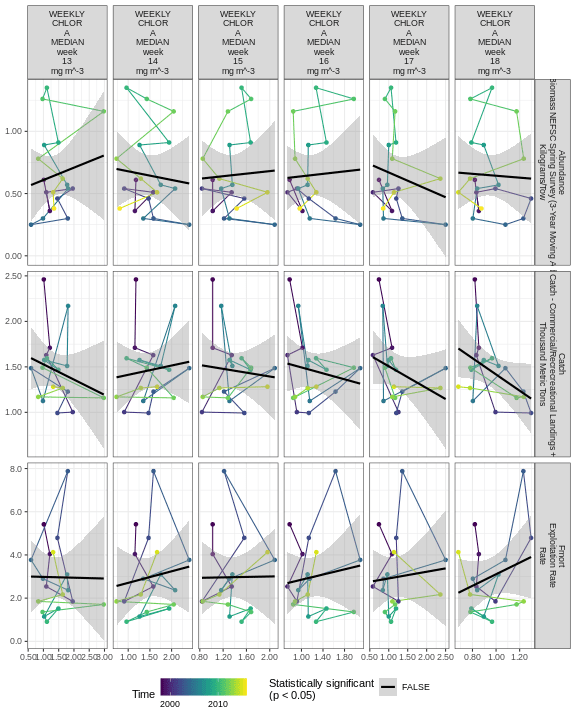 WEEKLY CHLOR A MEDIAN week 13 mg m^-3
WEEKLY CHLOR A MEDIAN week 14 mg m^-3
WEEKLY CHLOR A MEDIAN week 15 mg m^-3
WEEKLY CHLOR A MEDIAN week 16 mg m^-3
WEEKLY CHLOR A MEDIAN week 17 mg m^-3
WEEKLY CHLOR A MEDIAN week 18 mg m^-3
1.00
0.50
0.00
Abundance
Biomass NEFSC Spring Survey (3-Year Moving
Kilograms/Tow
2.50
2.00
1.50
1.00
Catch
Catch - Commercial/Recreational Landings +
Thousand Metric Tons
8.0
6.0
4.0
2.0
0.0
Fmort
Exploitation Rate
Rate
0.50 1.00 1.50 2.00 2.50 3.00
1.00 1.50 2.00
0.80 1.20 1.60 2.00
1.00 1.40 1.80
0.50 1.00 1.50 2.00 2.50
0.80 1.00 1.20
Time
2000 2010
Statistically significant
(p < 0.05)
FALSE